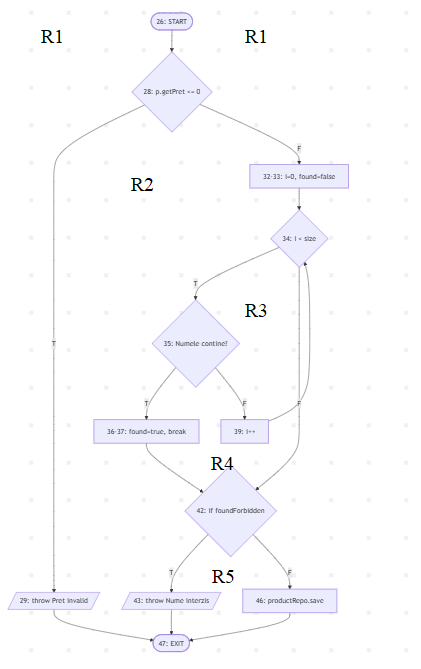 26: START
R1
R1
28: p.getPret <= 0
F
32-33: i=0, found=false
R2
34: i < size
T
R3
35: Numele contine?
T
T
F
F
36-37: found=true, break
39: i++
R4
42: if foundForbidden
T
R5
F
29: throw Pret Invalid
43: throw Nume Interzis
46: productRepo.save
47: EXIT